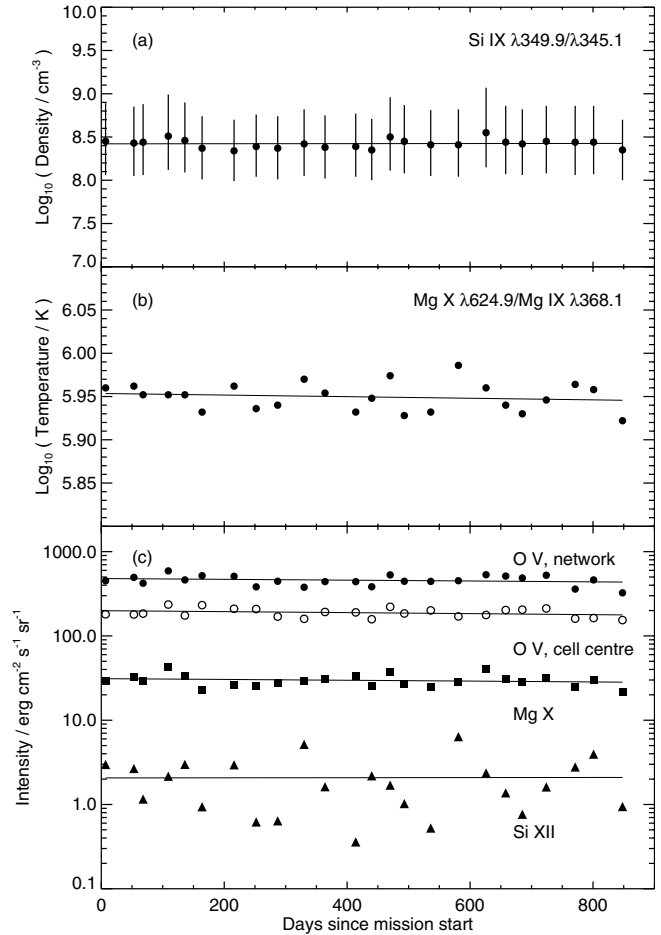 (a)
Si IX λ349.9/λ345.1
10.0
9.5
9.0
8.5
8.0
7.5
7.0
Log₁₀ (Density / cm⁻³)
(b)
Mg X λ624.9/Mg IX λ368.1
6.05
6.00
5.95
5.90
5.85
Log₁₀ (Temperature / K)
(c)
O V, network
O V, cell centre
Mg X
Si XII
1000.0
100.0
10.0
1.0
0.1
Intensity / erg cm⁻² s⁻¹ sr⁻¹
0
200
400
600
800
Days since mission start